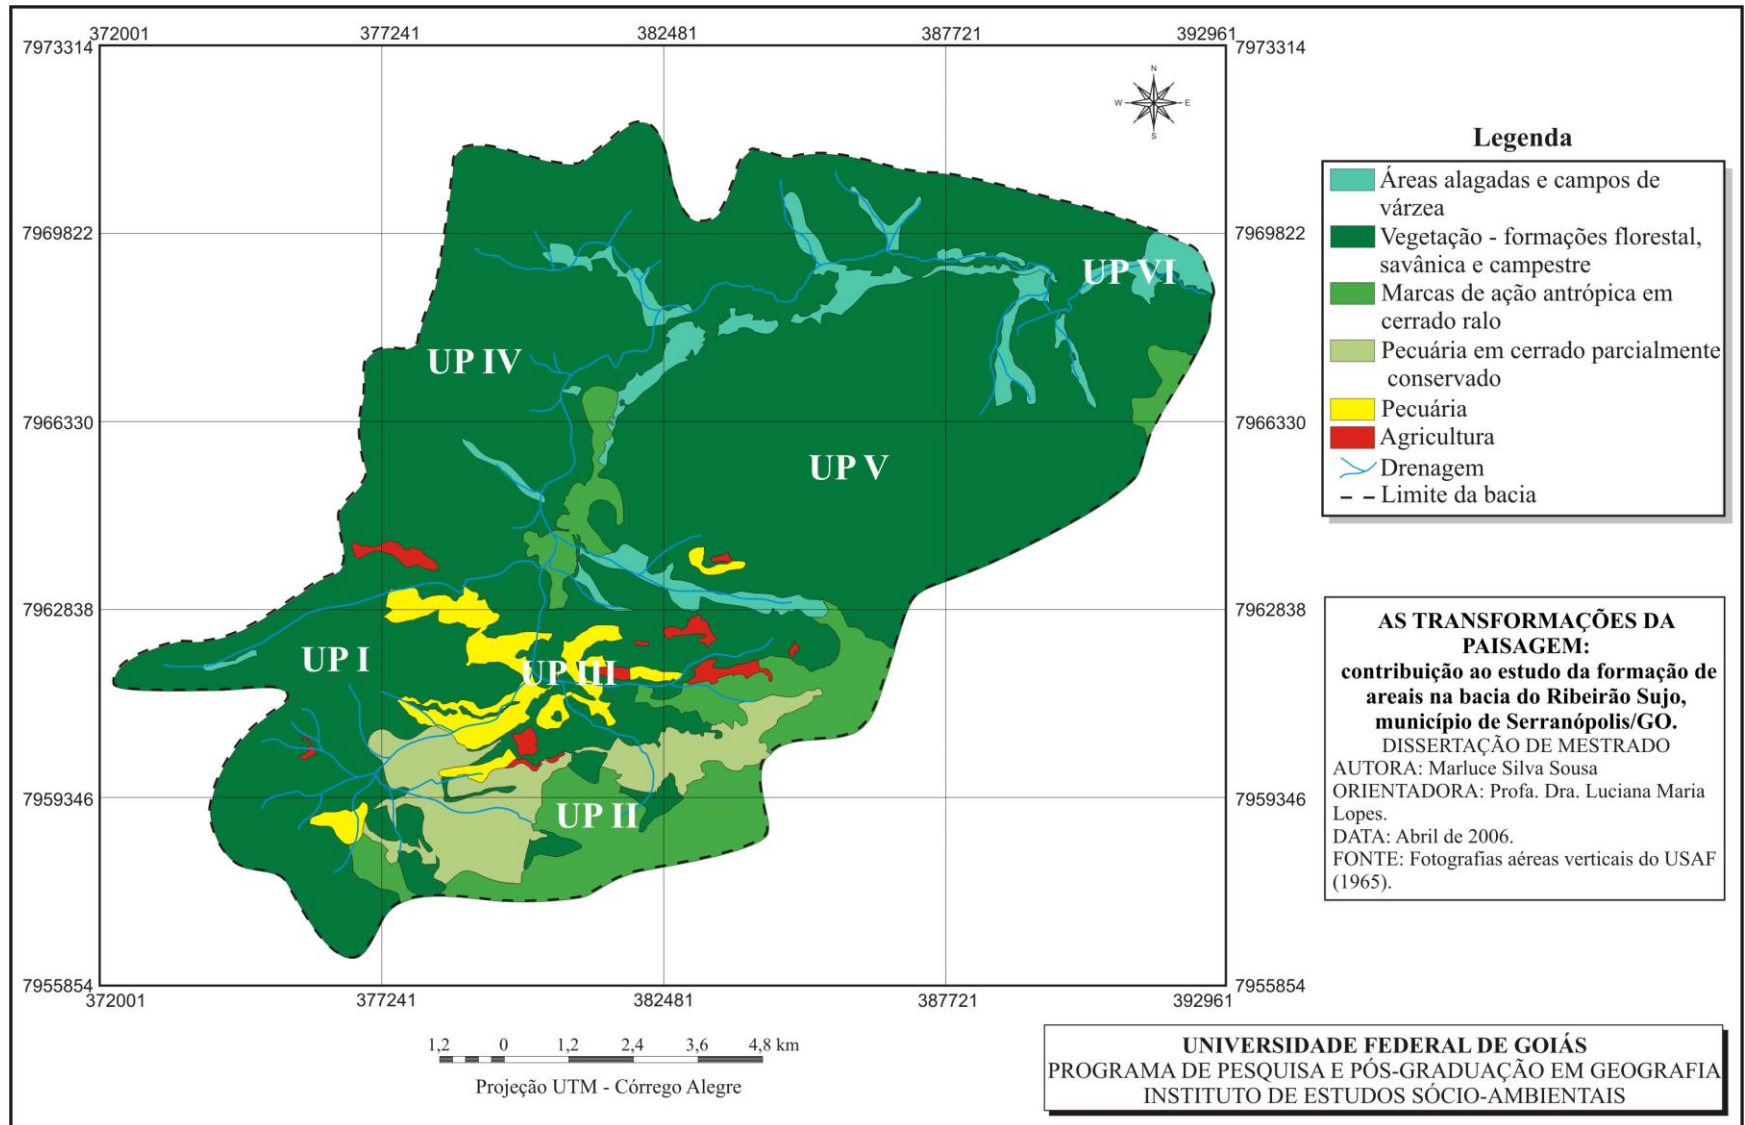 372001 377241 382481 387721 392961
7973314 7973314
N
W E
S
Legenda
Áreas alagadas e campos de
várzea
Vegetação - formações florestal,
savânica e campestre
Marcas de ação antrópica em
cerrado ralo
Pecuária em cerrado parcialmente
conservado
Pecuária
Agricultura
Drenagem
Limite da bacia
7969822 7969822
UP VI
UP IV
7966330 7966330
UP V
7962838 7962838
UP I
UP III
7959346 7959346
UP II
7955854 7955854
372001 377241 382481 387721 392961
AS TRANSFORMAÇÕES DA
PAISAGEM:
contribuição ao estudo da formação de
areais na bacia do Ribeirão Sujo,
município de Serranópolis/GO.
DISSERTAÇÃO DE MESTRADO
AUTORA: Marluce Silva Sousa
ORIENTADORA: Profa. Dra. Luciana Maria
Lopes.
DATA: Abril de 2006.
FONTE: Fotografias aéreas verticais do USAF
(1965).
1,2 0 1,2 2,4 3,6 4,8 km
Projeção UTM - Córrego Alegre
UNIVERSIDADE FEDERAL DE GOIÁS
PROGRAMA DE PESQUISA E PÓS-GRADUAÇÃO EM GEOGRAFIA
INSTITUTO DE ESTUDOS SÓCIO-AMBIENTAIS